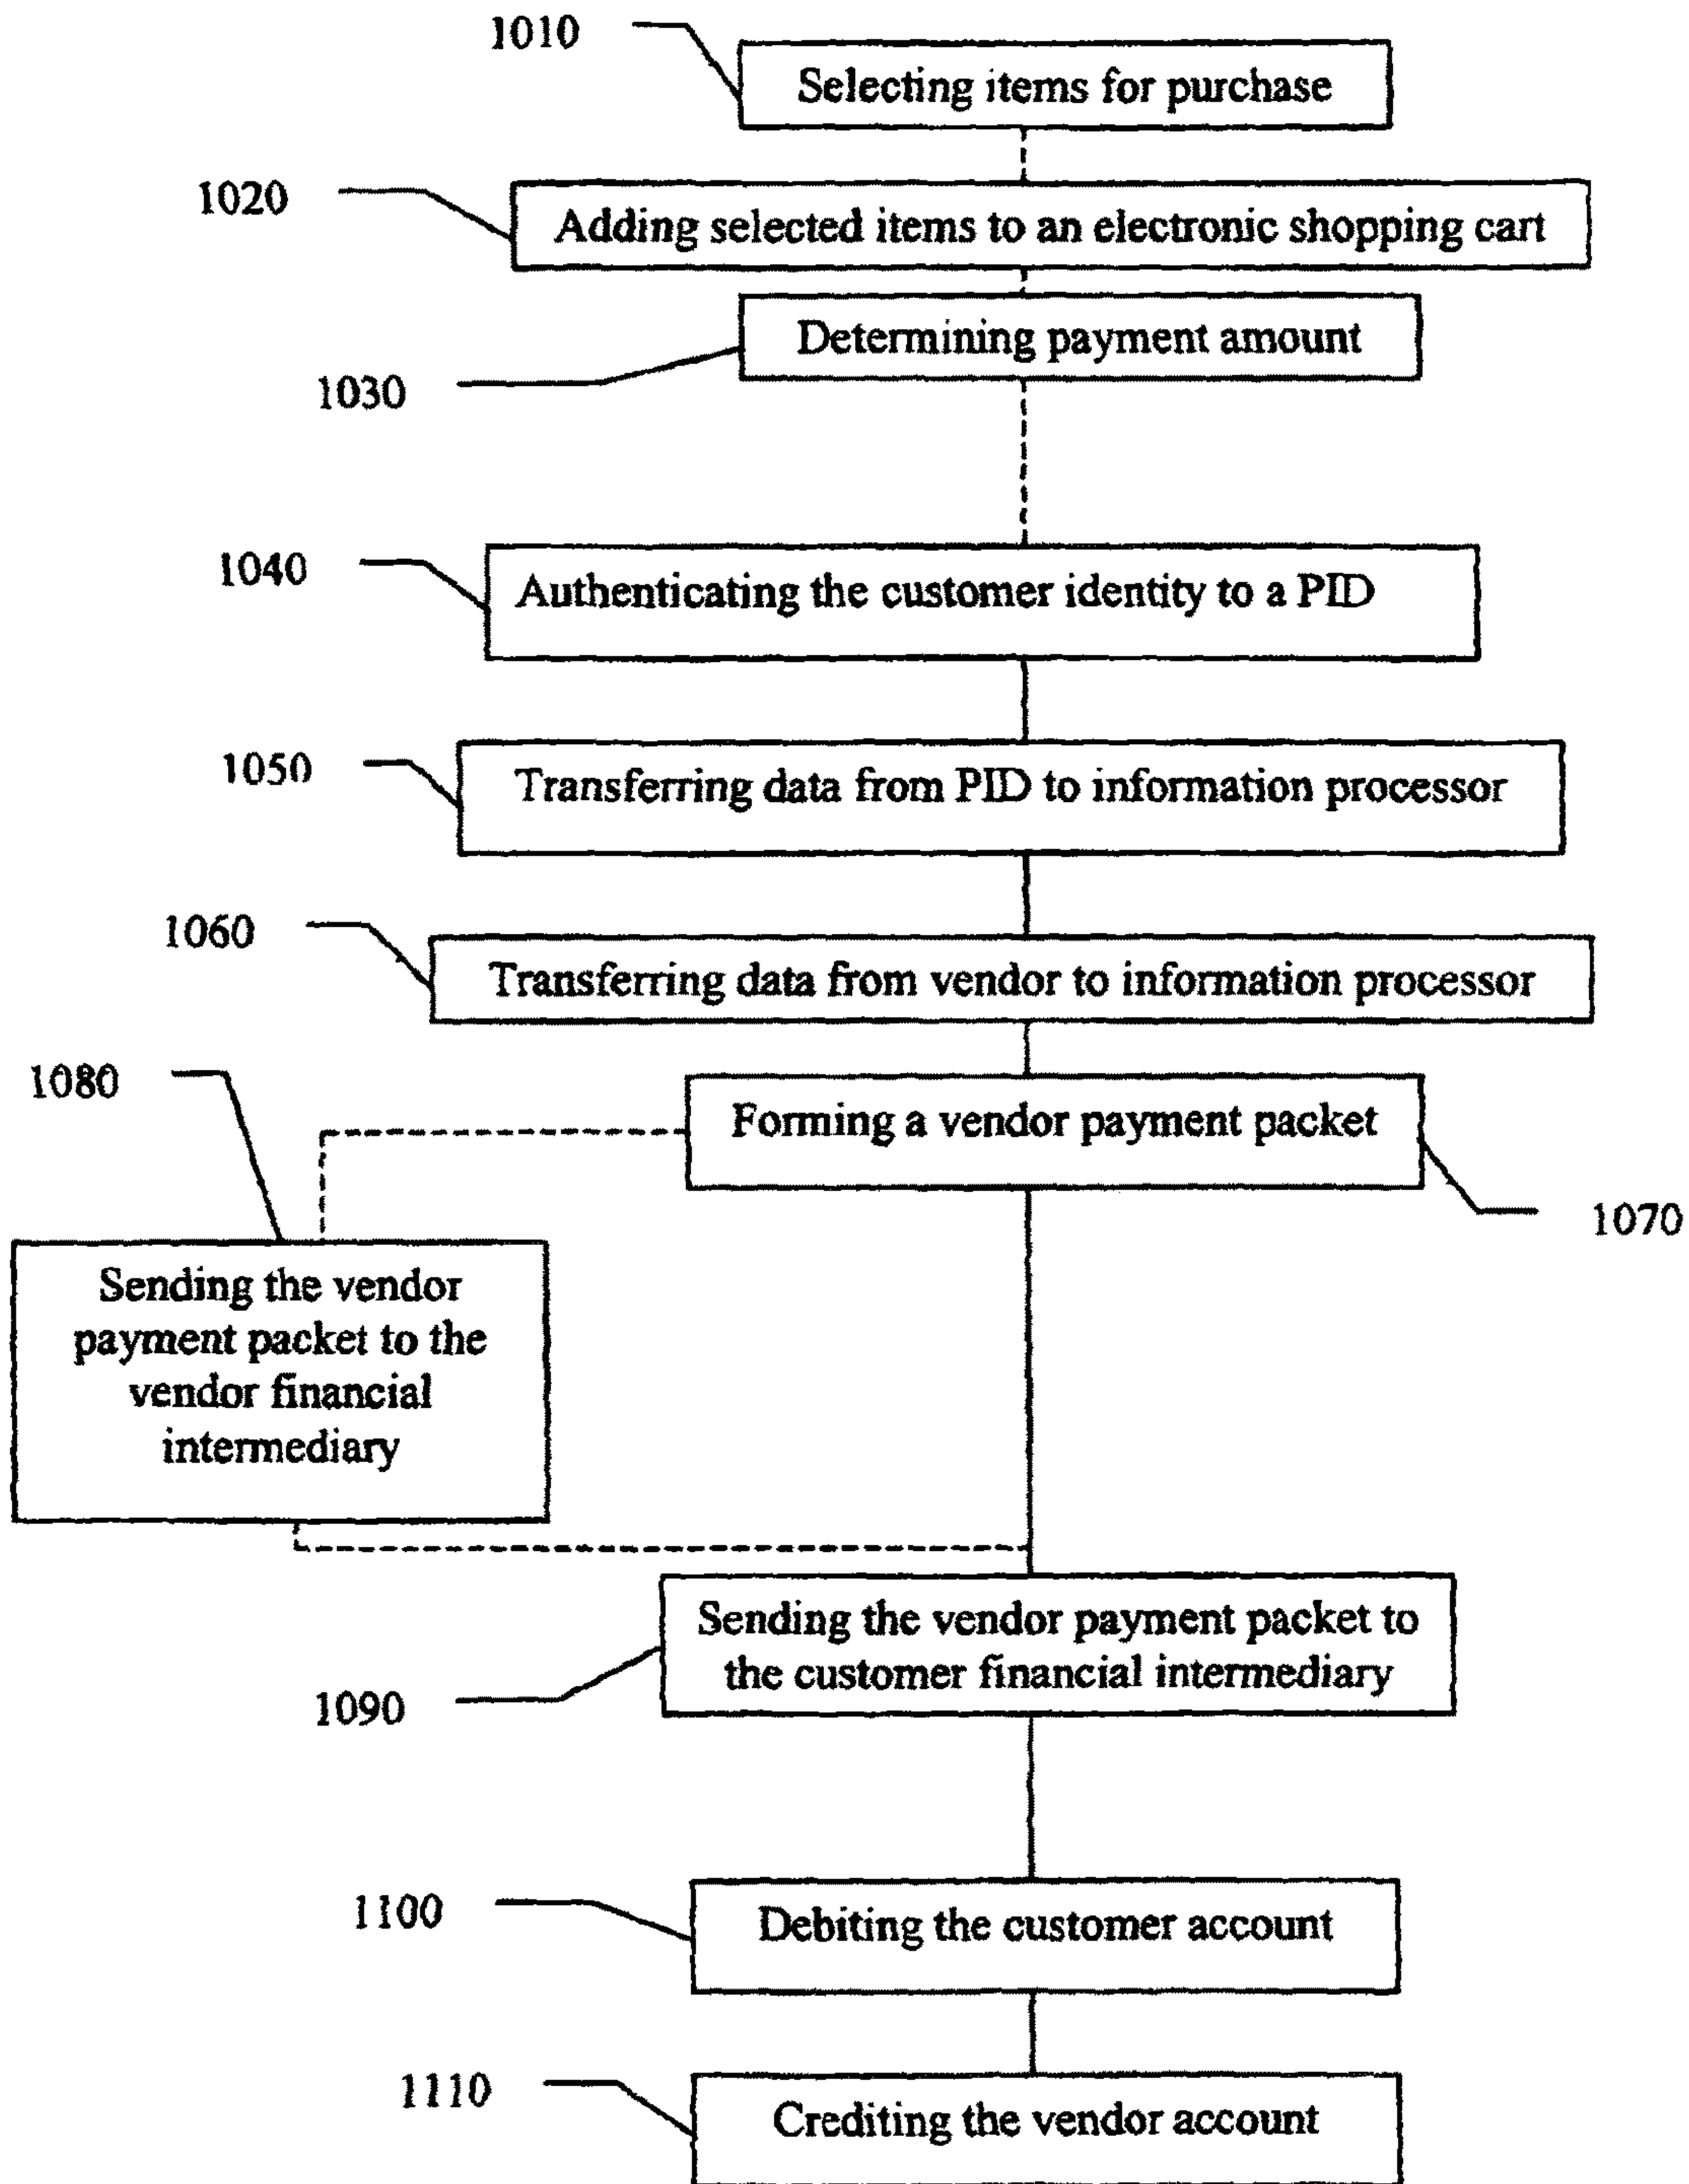 1010
Selecting items for purchase
1020
Adding selected items to an electronic shopping cart
Determining payment amount
1030
1040
Authenticating the customer identity to a PID
1050
Transferring data from PID to information processor
1060
Transferring data from vendor to information processor
1080
Forming a vendor payment packet
1070
Sending the vendor
payment packet to the
vendor financial
intermediary
Sending the vendor payment packet to
the customer financial intermediary
1090
1100
Debiting the customer account
1110
Crediting the vendor account